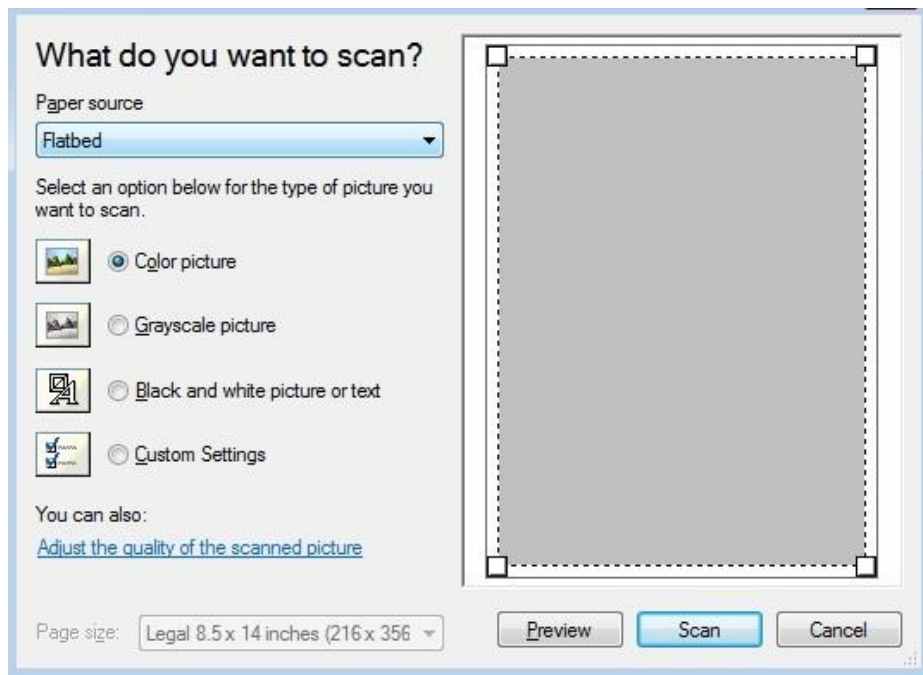 What do you want to scan?
Paper source
Flatbed
Select an option below for the type of picture you
want to scan.
Color picture
Grayscale picture
Black and white picture or text
Custom Settings
You can also:
Adjust the quality of the scanned picture
Page size: Legal 8.5 x 14 inches (216 x 356
Preview Scan Cancel